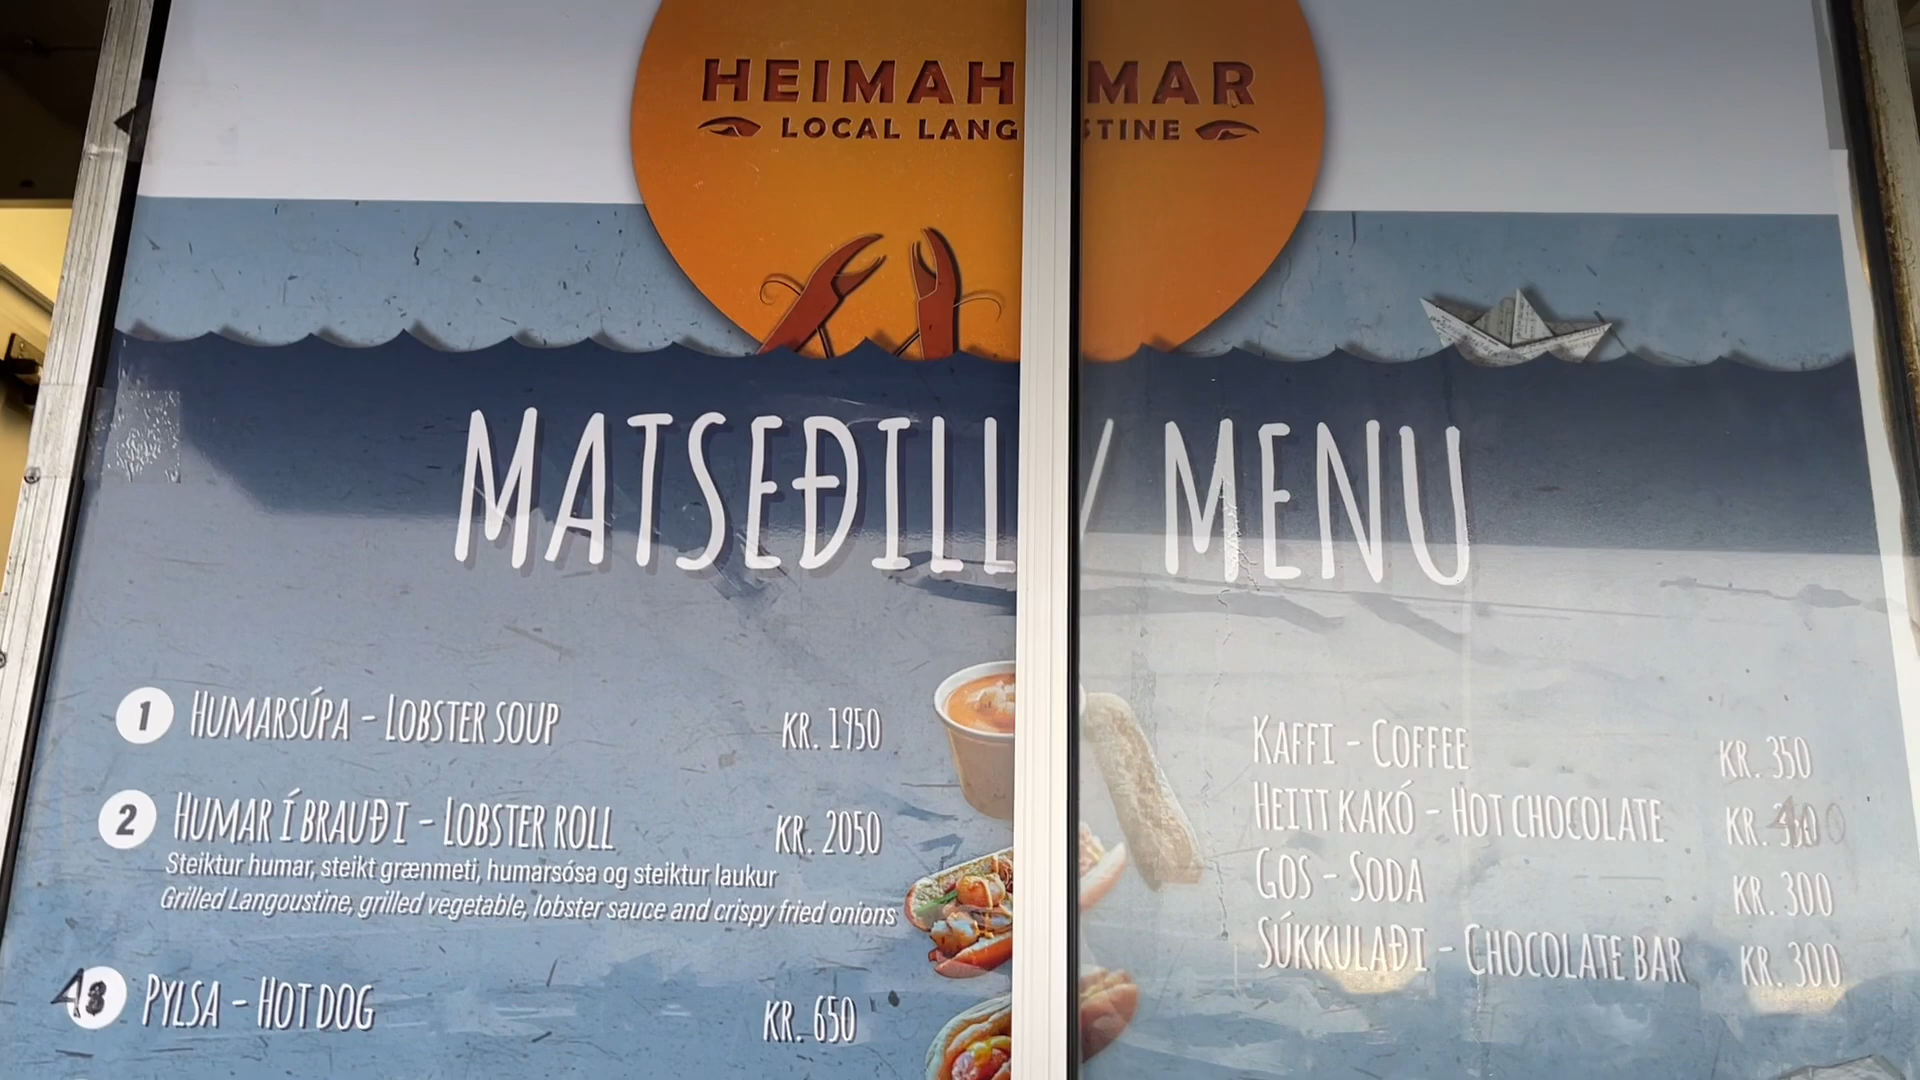 HEIMAH MAR
LOCAL LANG STINE
MATSEÐILL / MENU
1 HUMARSÚPA - LOBSTER SOUP KR. 1950
2 HUMAR Í BRAUÐI - LOBSTER ROLL KR. 2050
Steiktur humar, steikt grænmeti, humarsósa og steiktur laukur
Grilled Langoustine, grilled vegetable, lobster sauce and crispy fried onions
3 PYLSA - HOT DOG KR. 650
KAFFI - COFFEE KR. 350
HEITT KAKÓ - HOT CHOCOLATE KR.
GOS - SODA KR. 300
SÚKKULAÐI - CHOCOLATE BAR KR. 300